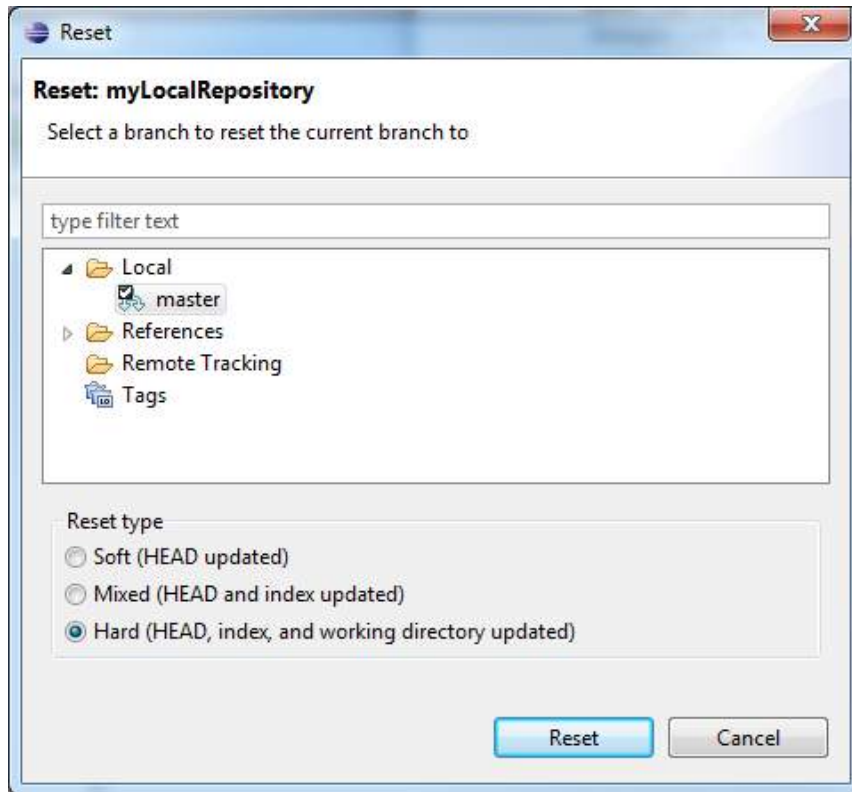 Reset
Reset: myLocalRepository
Select a branch to reset the current branch to
type filter text
Local
master
References
Remote Tracking
Tags
Reset type
Soft (HEAD updated)
Mixed (HEAD and index updated)
Hard (HEAD, index, and working directory updated)
Reset Cancel